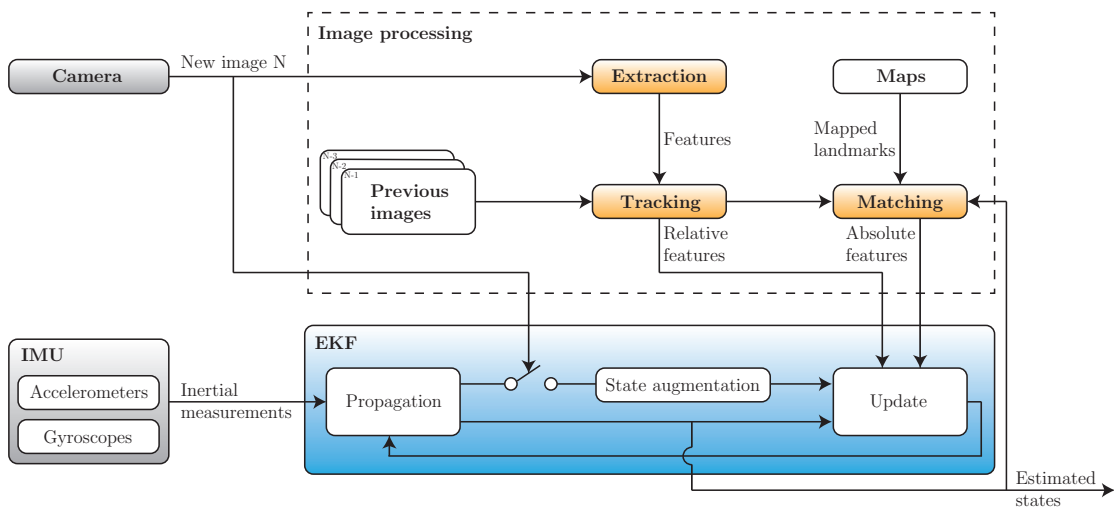 Image processing
New image N
Camera
Extraction
Maps
Features
Mapped
landmarks
N-3
N-2
N-1
Previous
images
Tracking
Matching
Relative
features
Absolute
features
IMU
Accelerometers
Gyroscopes
Inertial
measurements
EKF
Propagation
State augmentation
Update
Estimated
states